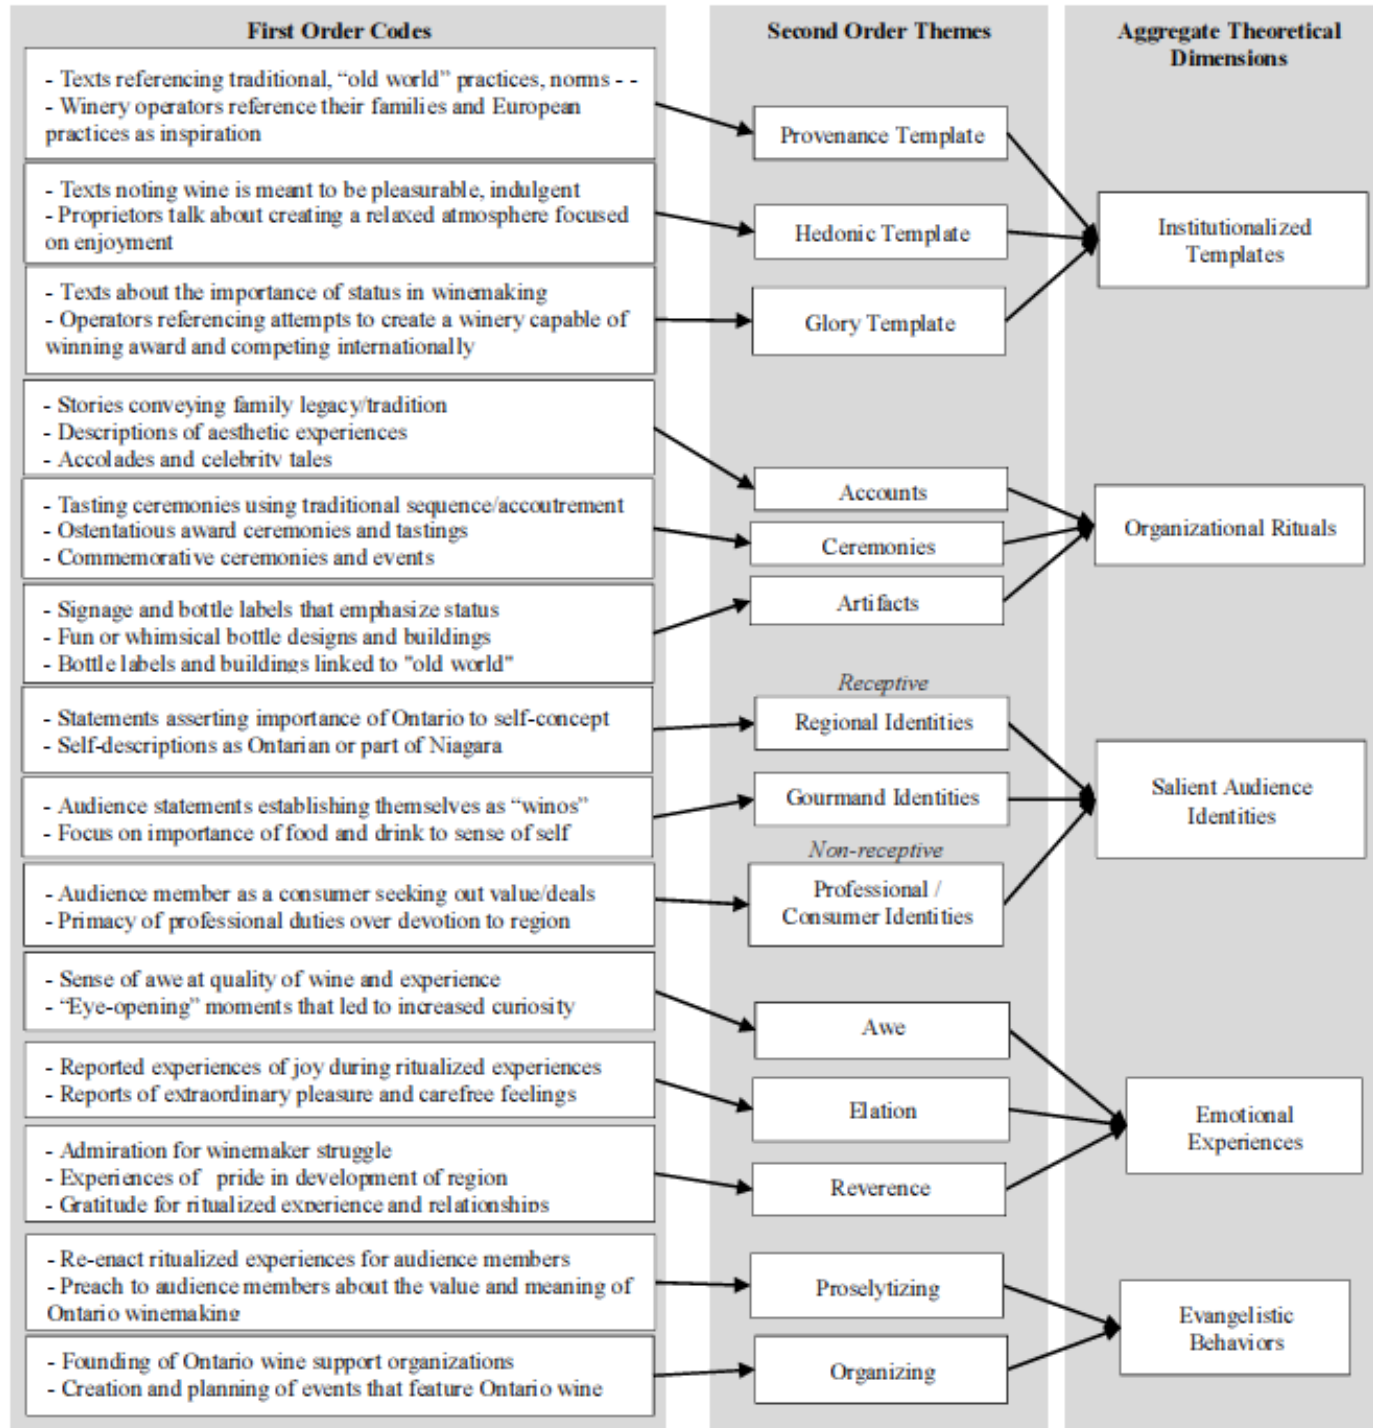 First Order Codes
Second Order Themes
Aggregate Theoretical
Dimensions
- Texts referencing traditional, “old world” practices, norms - -
- Winery operators reference their families and European
practices as inspiration
Provenance Template
- Texts noting wine is meant to be pleasurable, indulgent
- Proprietors talk about creating a relaxed atmosphere focused
on enjoyment
Hedonic Template
Institutionalized
Templates
- Texts about the importance of status in winemaking
- Operators referencing attempts to create a winery capable of
winning award and competing internationally
Glory Template
- Stories conveying family legacy/tradition
- Descriptions of aesthetic experiences
- Accolades and celebrity tales
Accounts
- Tasting ceremonies using traditional sequence/accoutrement
- Ostentatious award ceremonies and tastings
- Commemorative ceremonies and events
Ceremonies
Organizational Rituals
- Signage and bottle labels that emphasize status
- Fun or whimsical bottle designs and buildings
- Bottle labels and buildings linked to "old world"
Artifacts
Receptive
- Statements asserting importance of Ontario to self-concept
- Self-descriptions as Ontarian or part of Niagara
Regional Identities
- Audience statements establishing themselves as “winos”
- Focus on importance of food and drink to sense of self
Gourmand Identities
Salient Audience
Identities
Non-receptive
- Audience member as a consumer seeking out value/deals
- Primacy of professional duties over devotion to region
Professional /
Consumer Identities
- Sense of awe at quality of wine and experience
- “Eye-opening” moments that led to increased curiosity
Awe
- Reported experiences of joy during ritualized experiences
- Reports of extraordinary pleasure and carefree feelings
Elation
Emotional
Experiences
- Admiration for winemaker struggle
- Experiences of pride in development of region
- Gratitude for ritualized experience and relationships
Reverence
- Re-enact ritualized experiences for audience members
- Preach to audience members about the value and meaning of
Ontario winemaking
Proselytizing
Evangelistic
Behaviors
- Founding of Ontario wine support organizations
- Creation and planning of events that feature Ontario wine
Organizing